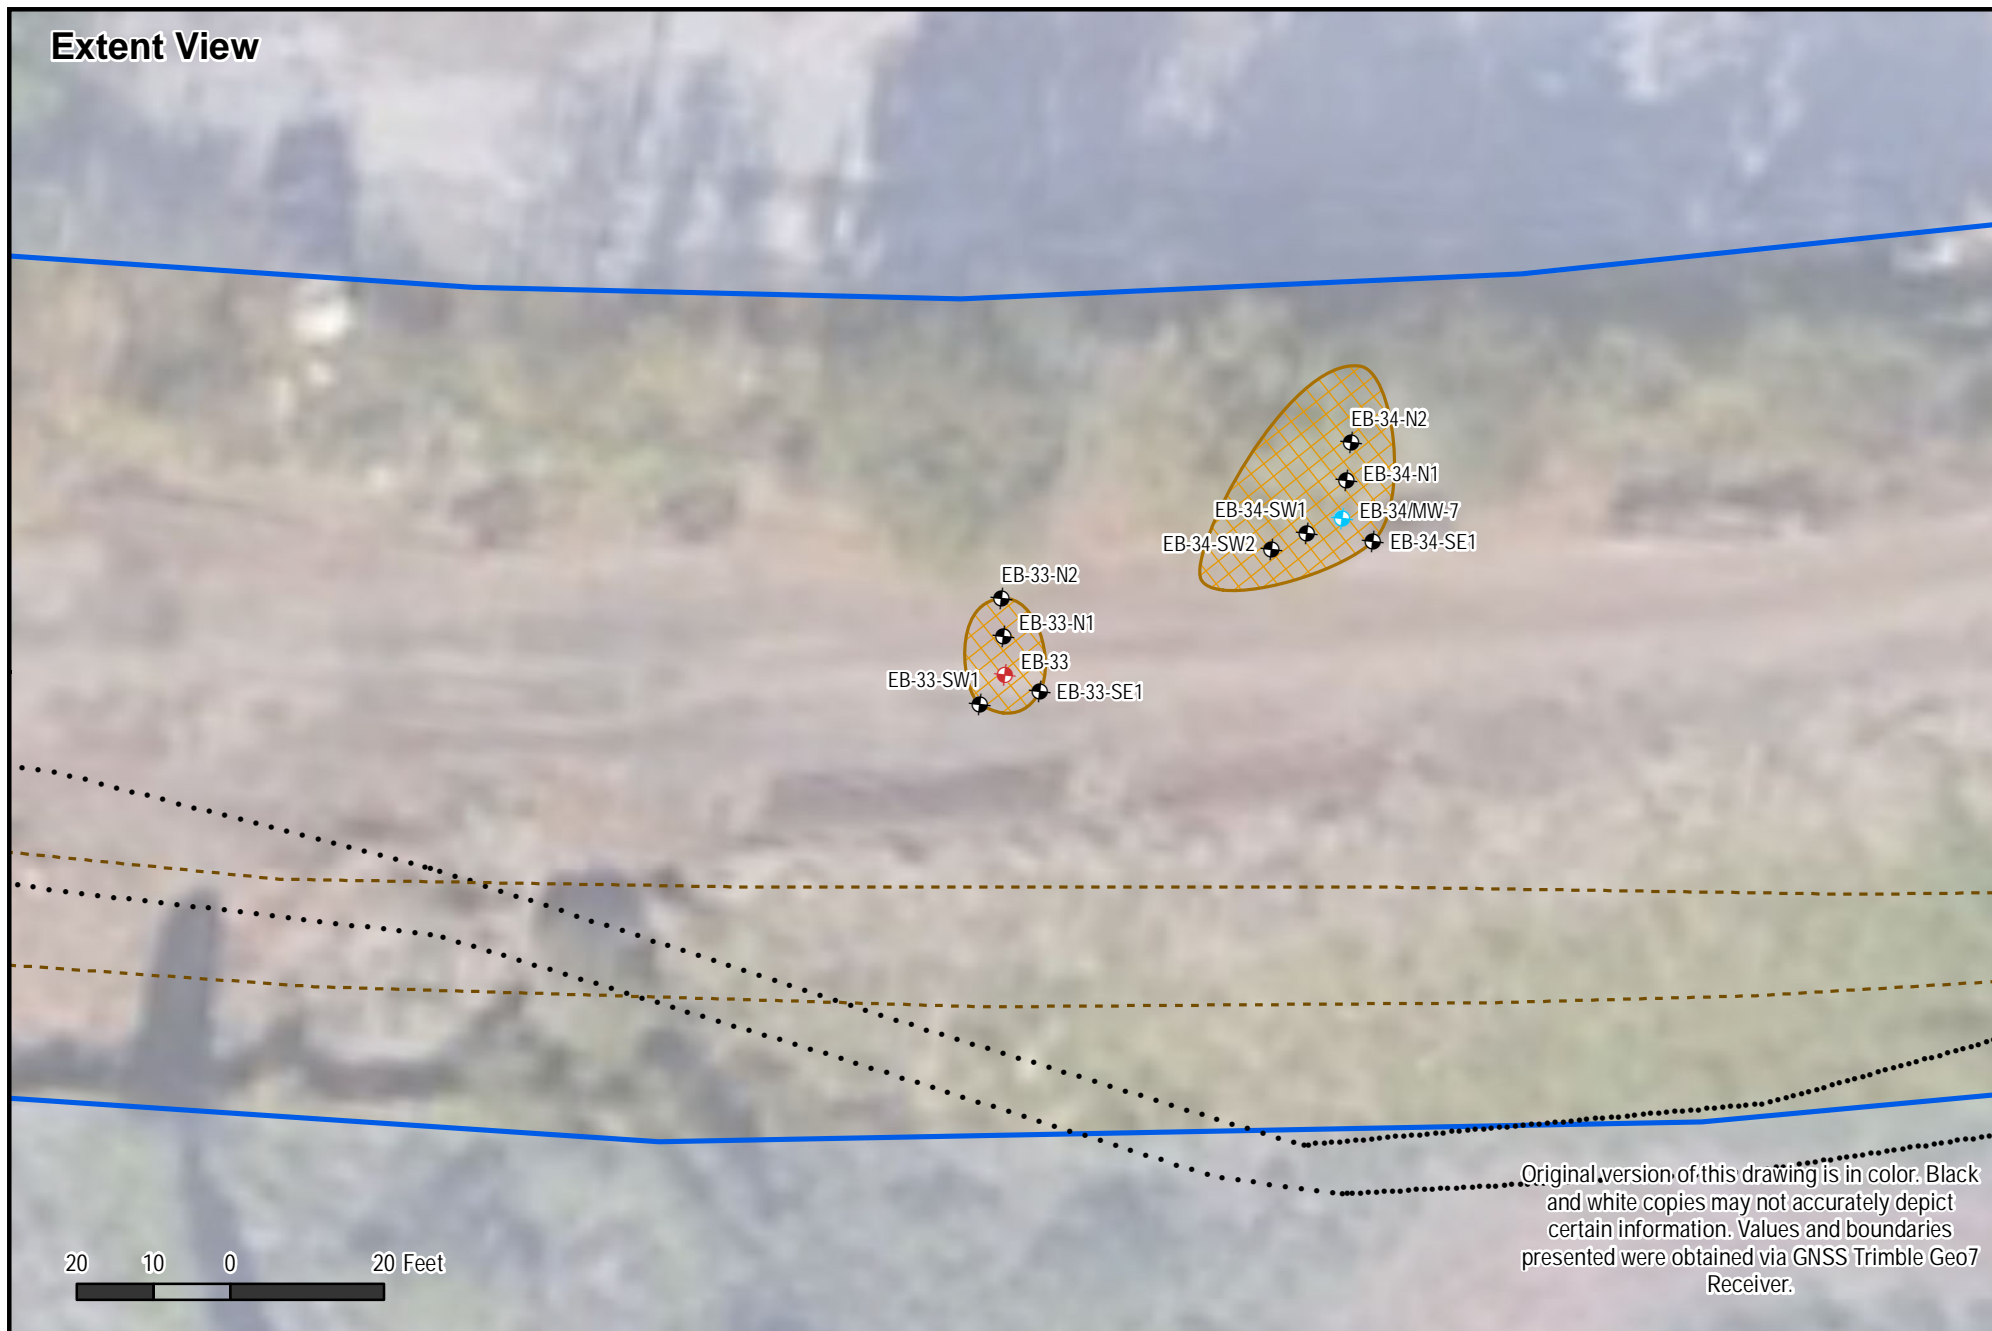 Extent View
EB-34-N2
EB-34-N1
EB-34-SW1
EB-34/MW-7
EB-34-SW2
EB-34-SE1
EB-33-N2
EB-33-N1
EB-33
EB-33-SW1
EB-33-SE1
Original version of this drawing is in color. Black
and white copies may not accurately depict
certain information. Values and boundaries
presented were obtained via GNSS Trimble Geo7
Receiver.
20 10 0 20 Feet